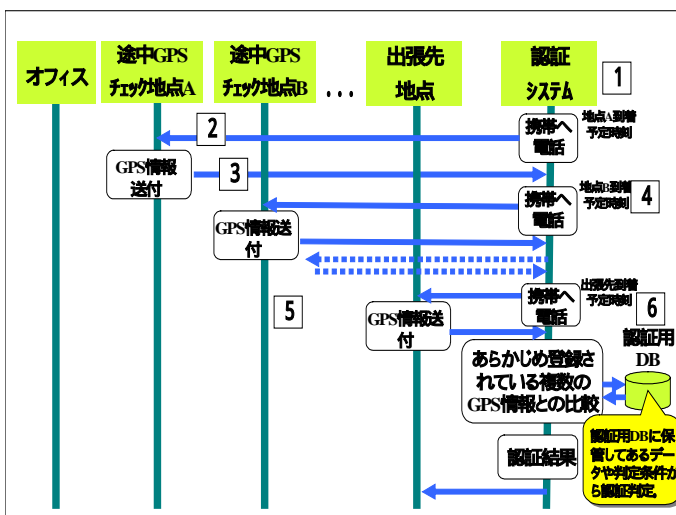 オフィス
途中GPS
チェック地点A
途中GPS
チェック地点B
...
出張先
地点
認証
システム
1
2
携帯へ
電話
地点A到着
予定時刻
GPS情報
送付
3
携帯へ
電話
地点B到着
予定時刻
4
GPS情報送
付
5
携帯へ
電話
出張先到着
予定時刻
6
GPS情報送
付
認証用
DB
あらかじめ登録さ
れている複数の
GPS情報との比較
認証用DBに保
管してあるデー
タや判定条件か
ら認証判定。
認証結果